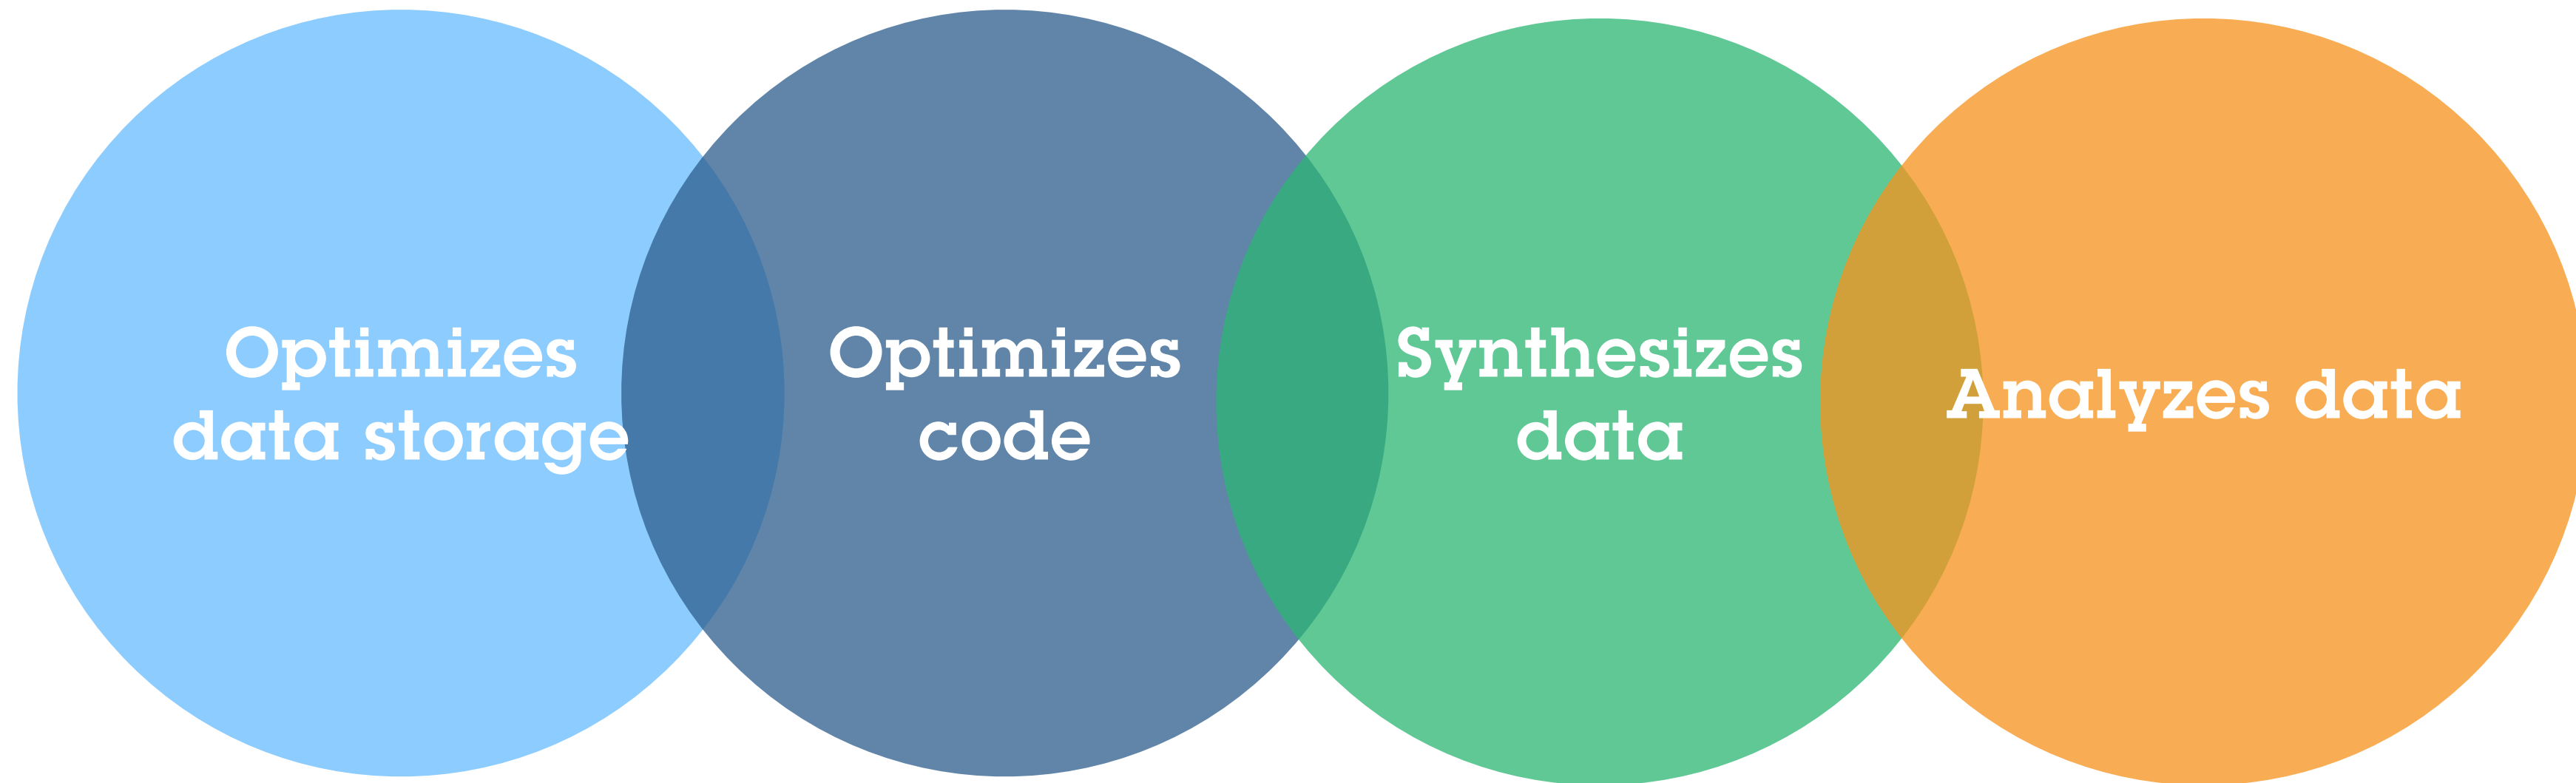 Optimizes
data storage
Optimizes
code
Synthesizes
data
Analyzes data